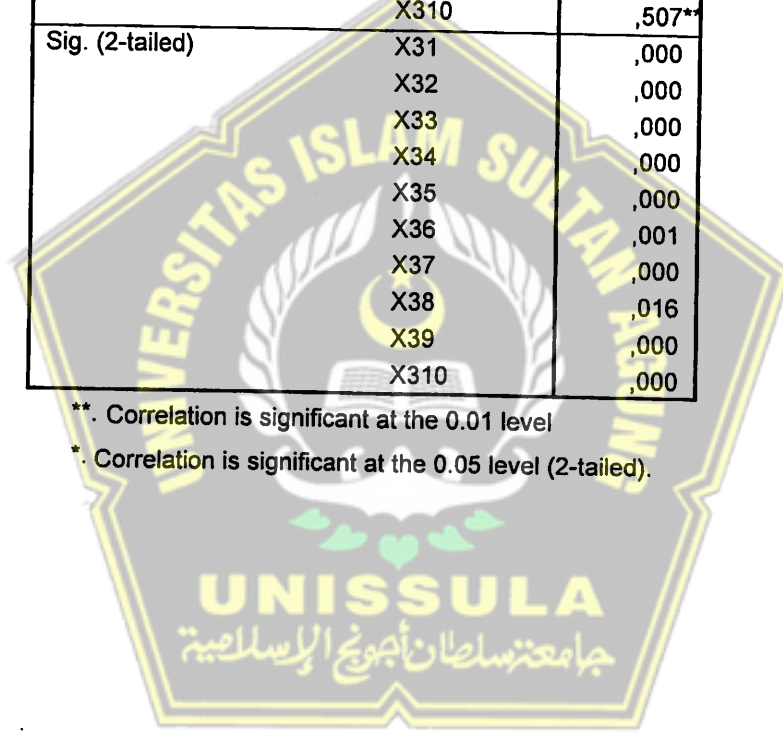 X310 ,507**
Sig. (2-tailed) X31 ,000
X32 ,000
X33 ,000
X34 ,000
X35 ,000
X36 ,001
X37 ,000
X38 ,016
X39 ,000
X310 ,000
**. Correlation is significant at the 0.01 level
*. Correlation is significant at the 0.05 level (2-tailed).
UNIVERSITAS ISLAM SULTAN AGUNG
UNISSULA
جامعة سلطان أجونج الإسلامية